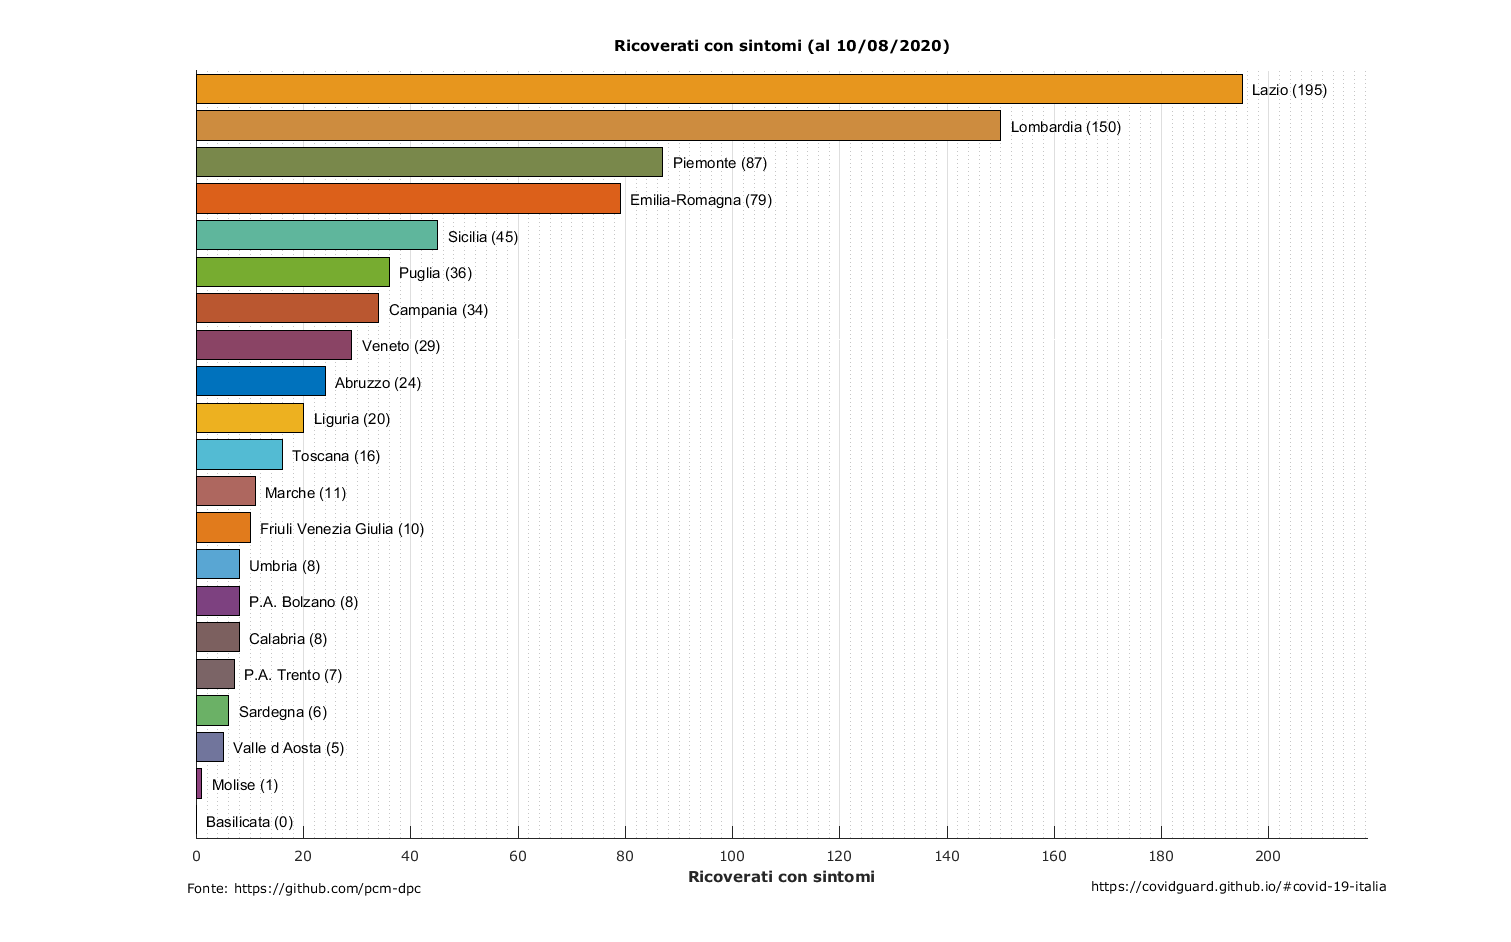 Ricoverati con sintomi (al 10/08/2020)
Lazio (195)
Lombardia (150)
Piemonte (87)
Emilia-Romagna (79)
Sicilia (45)
Puglia (36)
Campania (34)
Veneto (29)
Abruzzo (24)
Liguria (20)
Toscana (16)
Marche (11)
Friuli Venezia Giulia (10)
Umbria (8)
P.A. Bolzano (8)
Calabria (8)
P.A. Trento (7)
Sardegna (6)
Valle d Aosta (5)
Molise (1)
Basilicata (0)
0 20 40 60 80 100 120 140 160 180 200
Ricoverati con sintomi
Fonte: https://github.com/pcm-dpc
https://covidguard.github.io/#covid-19-italia